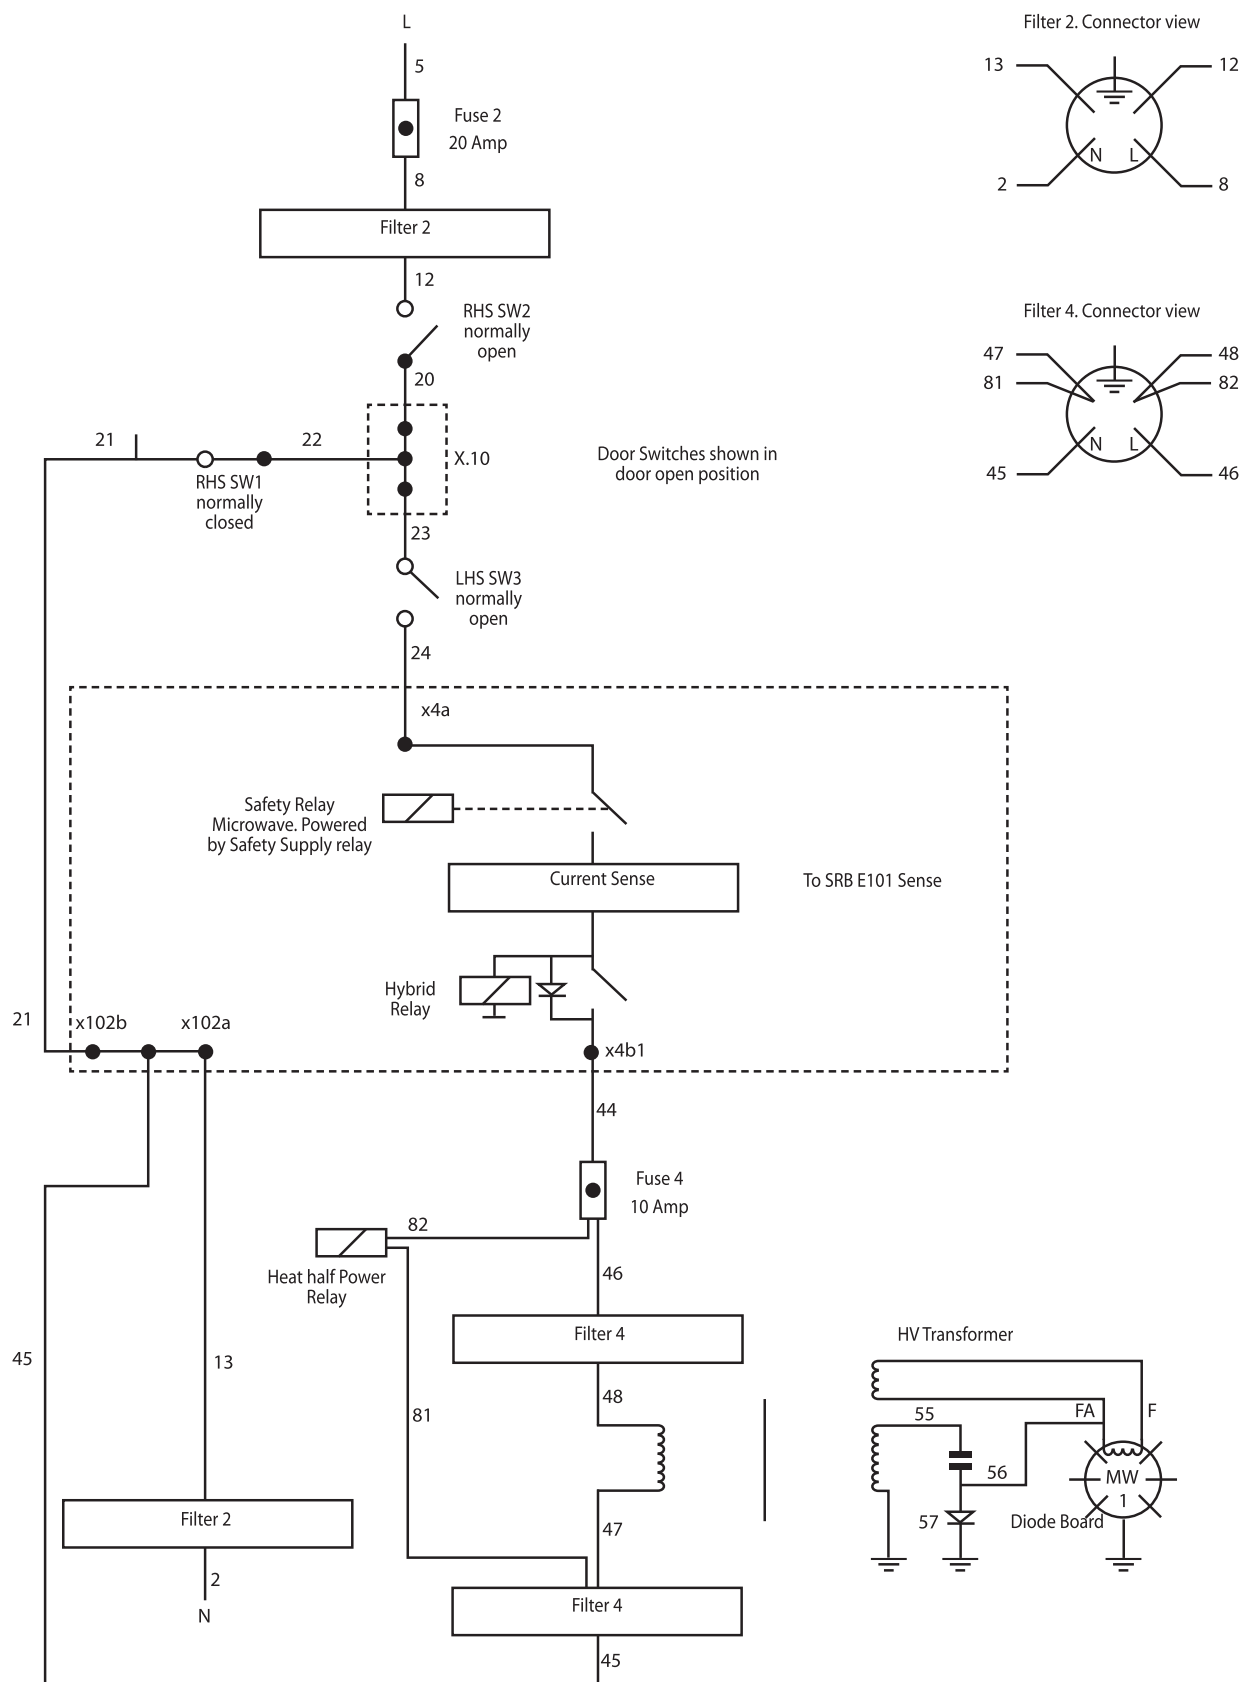 L
Filter 2. Connector view
5
13
12
Fuse 2
20 Amp
N
L
8
2
8
Filter 2
12
RHS SW2
normally
open
Filter 4. Connector view
47
48
81
82
20
21
22
X.10
Door Switches shown in
door open position
N
L
45
46
RHS SW1
normally
closed
23
LHS SW3
normally
open
24
x4a
Safety Relay
Microwave. Powered
by Safety Supply relay
Current Sense
To SRB E101 Sense
Hybrid
Relay
21
x102b
x102a
x4b1
44
Fuse 4
10 Amp
82
Heat half Power
Relay
46
Filter 4
HV Transformer
45
13
48
81
55
FA
F
56
MW
1
47
57
Diode Board
Filter 2
2
N
Filter 4
45